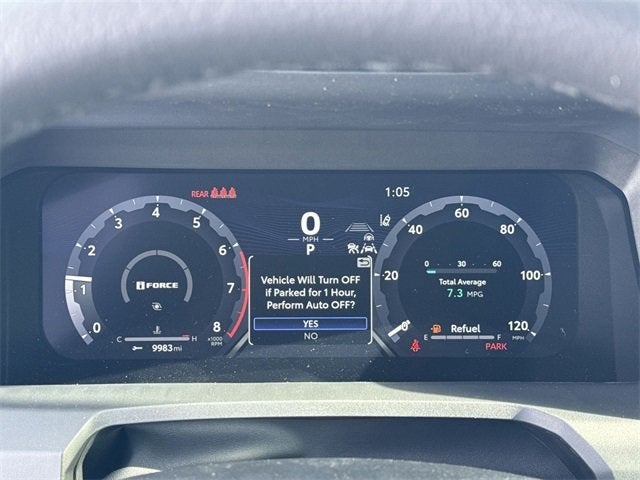 REAR
1:05
0
MPH
P
0
1
2
3
4
5
6
7
8
x1000
RPM
iFORCE
C H
9983 mi
Vehicle Will Turn OFF
if Parked for 1 Hour,
Perform Auto OFF?
YES
NO
0
20
40
60
80
100
120
MPH
0 30 60
Total Average
7.3 MPG
Refuel
E F
PARK